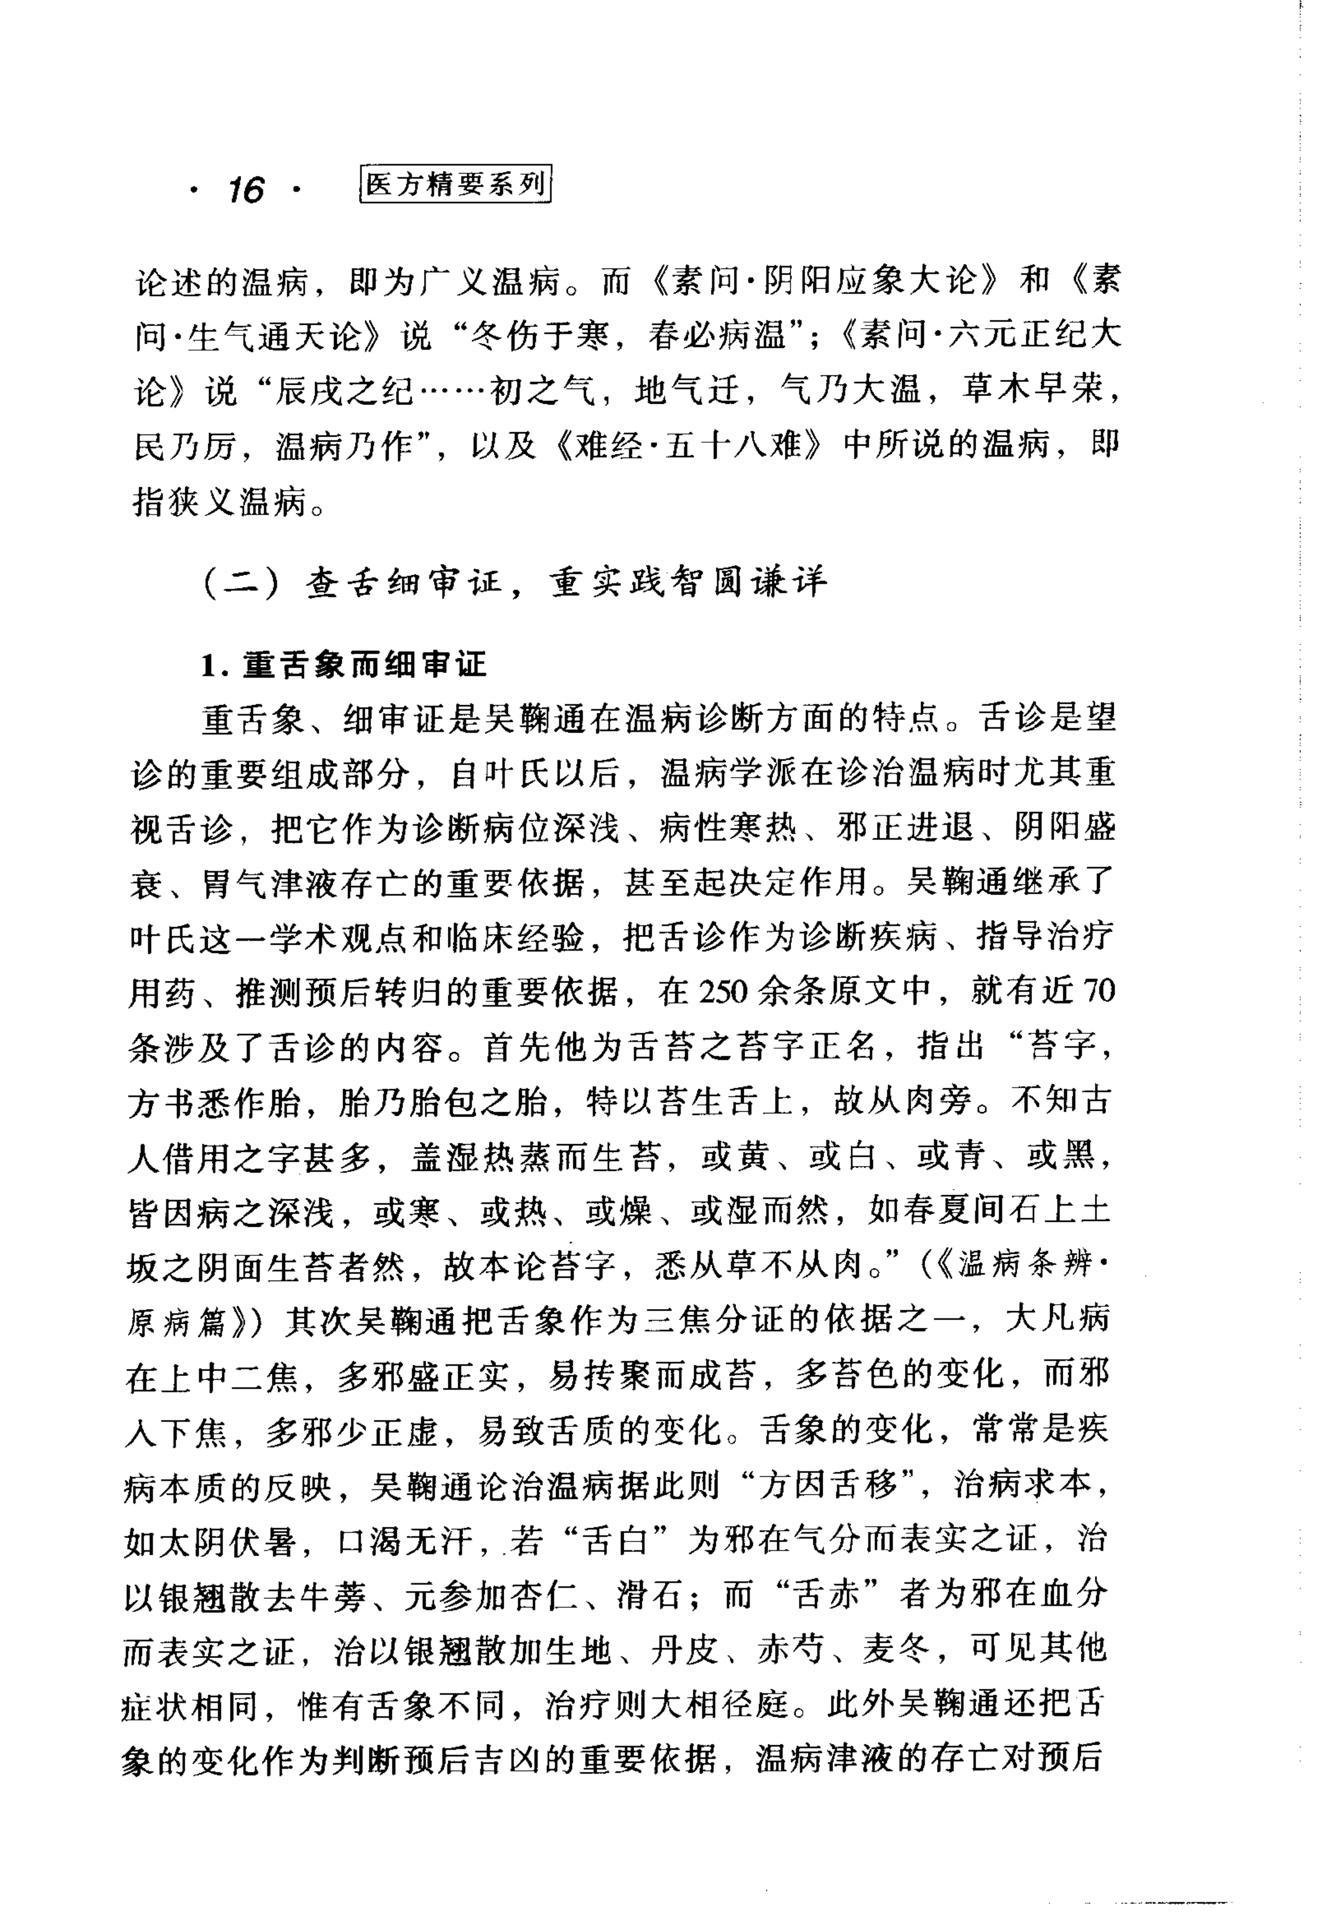 · 16 · 医方精要系列
论述的温病，即为广义温病。而《素问·阴阳应象大论》和《素
问·生气通天论》说“冬伤于寒，春必病温”；《素问·六元正纪大
论》说“辰戌之纪……初之气，地气迁，气乃大温，草木早荣，
民乃厉，温病乃作”，以及《难经·五十八难》中所说的温病，即
指狭义温病。
（二）查舌细审证，重实践智圆谦详
1. 重舌象而细审证
重舌象、细审证是吴鞠通在温病诊断方面的特点。舌诊是望
诊的重要组成部分，自叶氏以后，温病学派在诊治温病时尤其重
视舌诊，把它作为诊断病位深浅、病性寒热、邪正进退、阴阳盛
衰、胃气津液存亡的重要依据，甚至起决定作用。吴鞠通继承了
叶氏这一学术观点和临床经验，把舌诊作为诊断疾病、指导治疗
用药、推测预后转归的重要依据，在250余条原文中，就有近70
条涉及了舌诊的内容。首先他为舌苔之苔字正名，指出“苔字，
方书悉作胎，胎乃胎包之胎，特以苔生舌上，故从肉旁。不知古
人借用之字甚多，盖湿热蒸而生苔，或黄、或白、或青、或黑，
皆因病之深浅，或寒、或热、或燥、或湿而然，如春夏间石上土
坂之阴面生苔者然，故本论苔字，悉从草不从肉。”（《温病条辨·
原病篇》）其次吴鞠通把舌象作为三焦分证的依据之一，大凡病
在上中二焦，多邪盛正实，易抟聚而成苔，多苔色的变化，而邪
入下焦，多邪少正虚，易致舌质的变化。舌象的变化，常常是疾
病本质的反映，吴鞠通论治温病据此则“方因舌移”，治病求本，
如太阴伏暑，口渴无汗，若“舌白”为邪在气分而表实之证，治
以银翘散去牛蒡、元参加杏仁、滑石；而“舌赤”者为邪在血分
而表实之证，治以银翘散加生地、丹皮、赤芍、麦冬，可见其他
症状相同，惟有舌象不同，治疗则大相径庭。此外吴鞠通还把舌
象的变化作为判断预后吉凶的重要依据，温病津液的存亡对预后